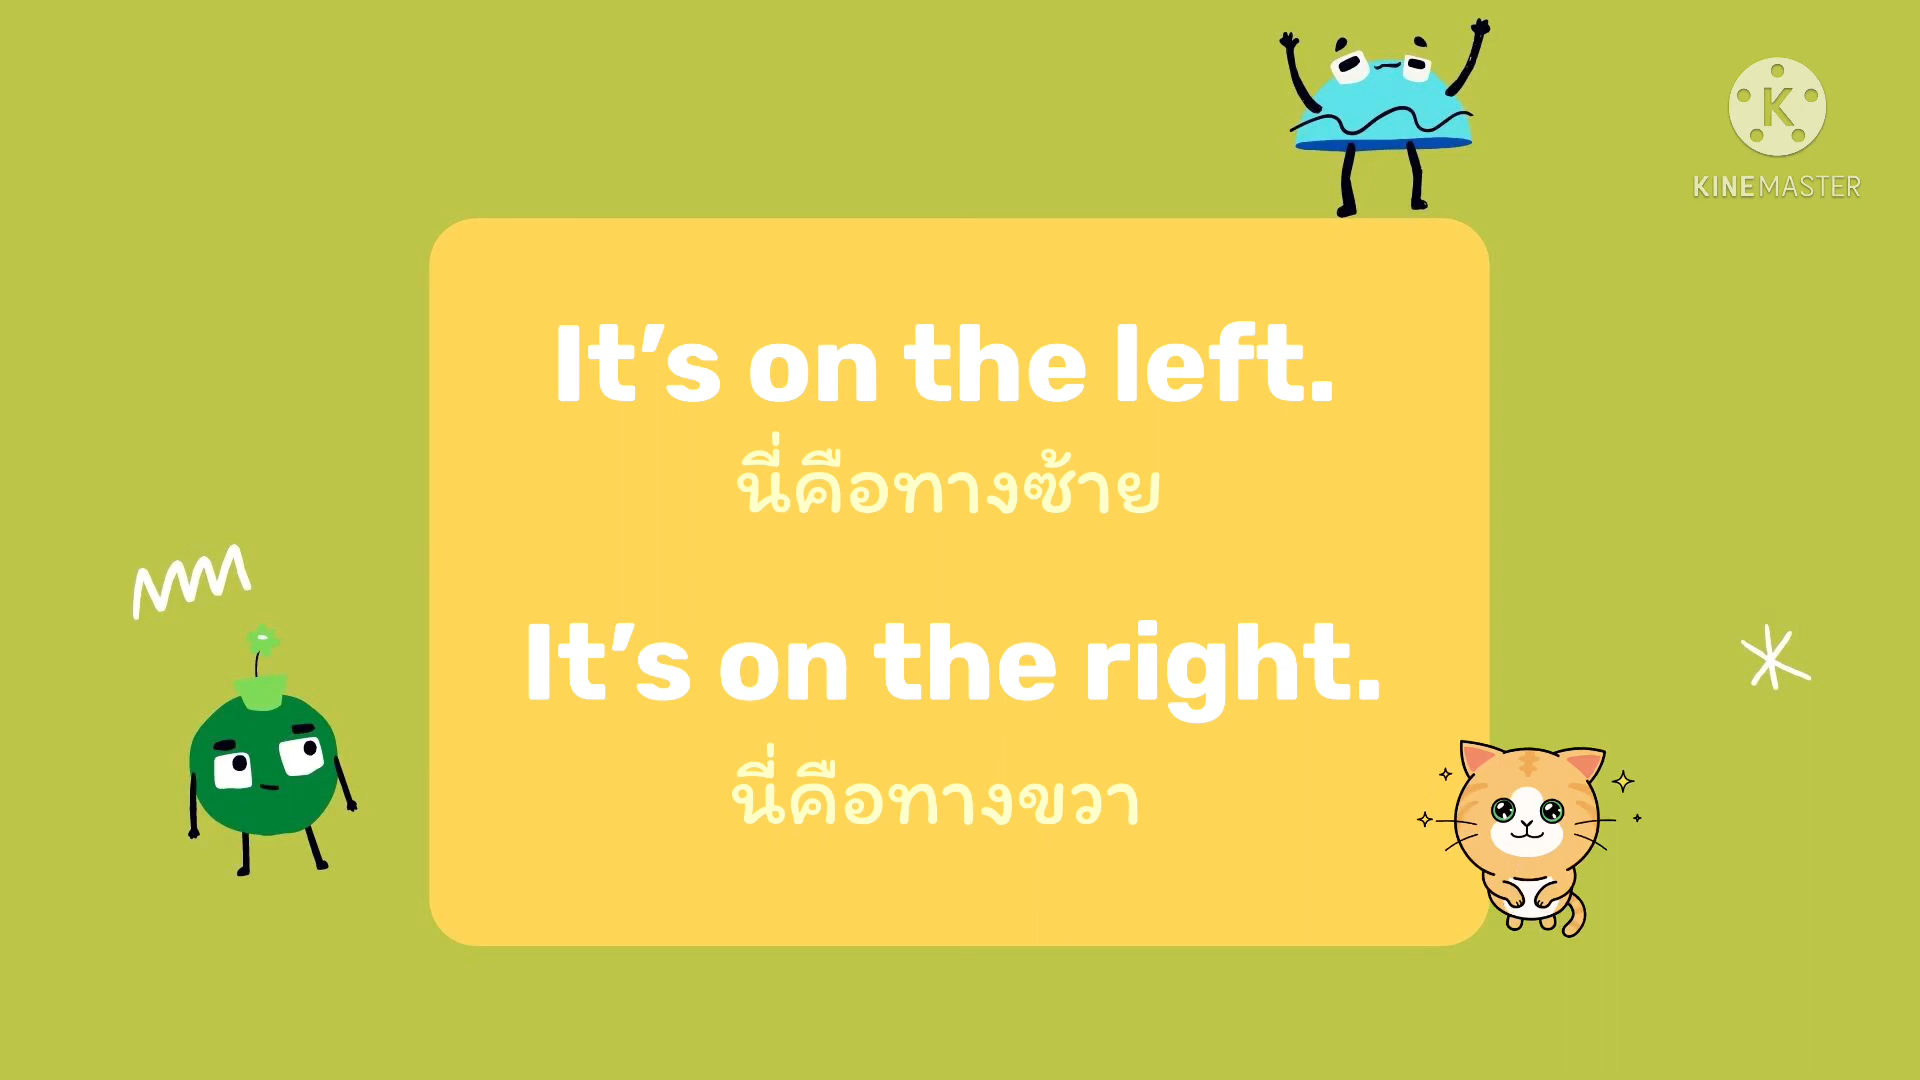 K
KINEMASTER
It’s on the left.
นี่คือทางซ้าย
It’s on the right.
นี่คือทางขวา